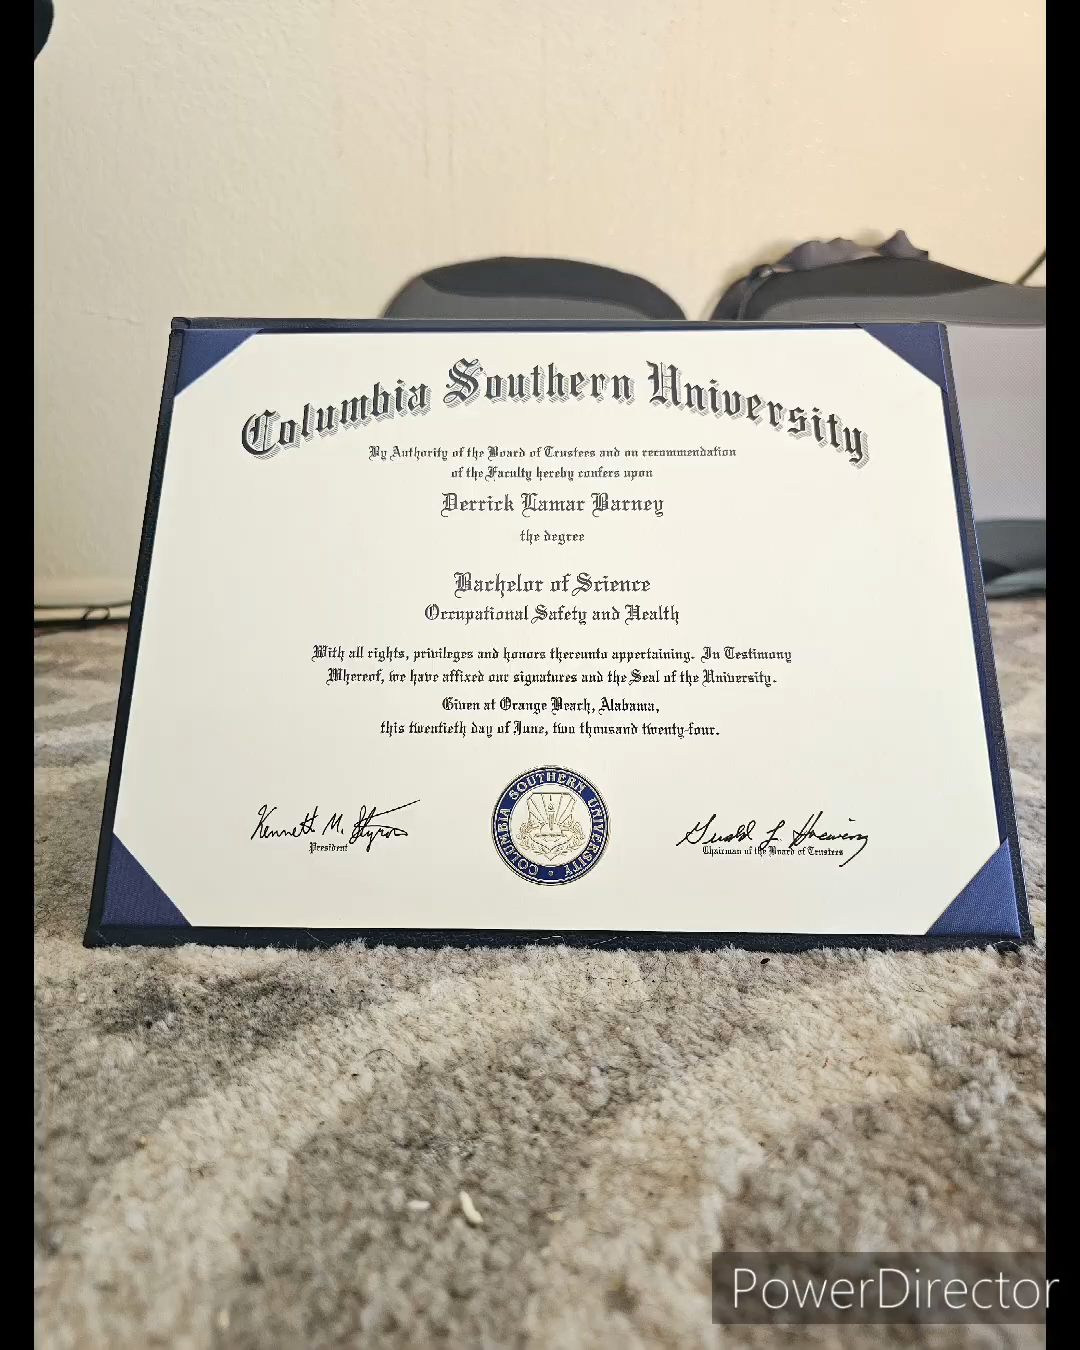 Columbia Southern University
By Authority of the Board of Trustees and on recommendation
of the Faculty hereby confers upon
Derrick Lamar Barney
the degree
Bachelor of Science
Occupational Safety and Health
With all rights, privileges and honors thereunto appertaining. In Testimony
Whereof, we have affixed our signatures and the Seal of the University.
Given at Orange Beach, Alabama,
this twentieth day of June, two thousand twenty-four.
Kenneth M. Styron
President
COLUMBIA SOUTHERN UNIVERSITY
L.
Chairman of the Board of Trustees
PowerDirector